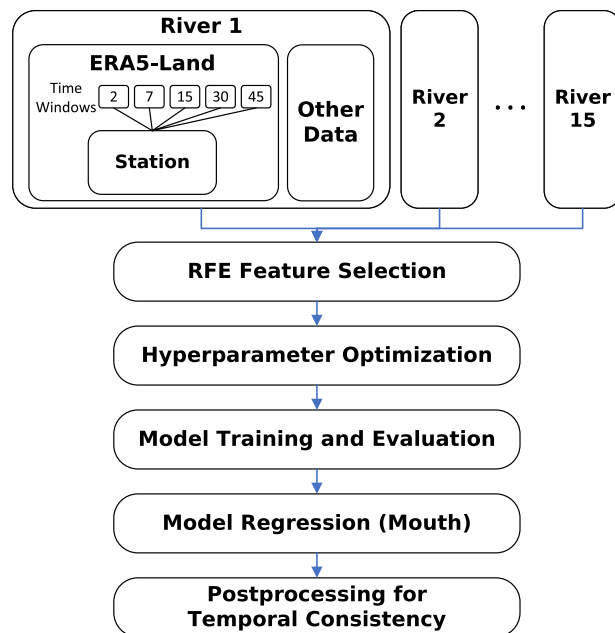 River 1
ERA5-Land
Time
Windows
2 7 15 30 45
Station
Other
Data
River
2
...
River
15
RFE Feature Selection
Hyperparameter Optimization
Model Training and Evaluation
Model Regression (Mouth)
Postprocessing for
Temporal Consistency